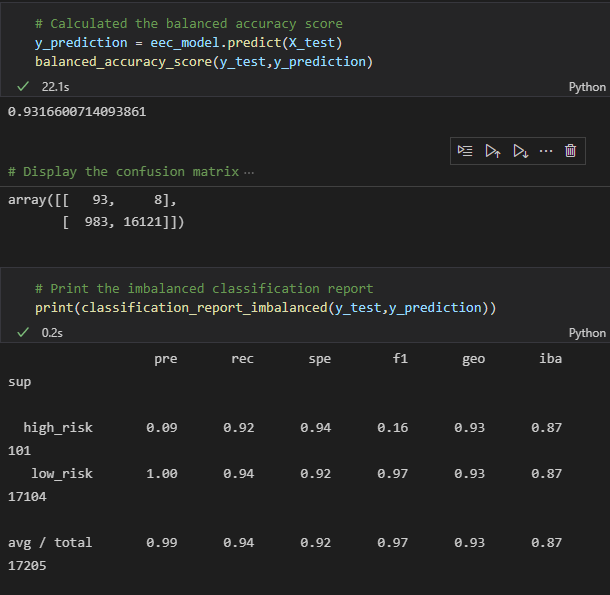 # Calculated the balanced accuracy score
y_prediction = eec_model.predict(X_test)
balanced_accuracy_score(y_test,y_prediction)
22.1s
Python
0.9316600714093861
# Display the confusion matrix ...
array([[   93,     8],
       [  983, 16121]])
# Print the imbalanced classification report
print(classification_report_imbalanced(y_test,y_prediction))
0.2s
Python
pre rec spe f1 geo iba
sup
high_risk 0.09 0.92 0.94 0.16 0.93 0.87
101
low_risk 1.00 0.94 0.92 0.97 0.93 0.87
17104
avg / total 0.99 0.94 0.92 0.97 0.93 0.87
17205